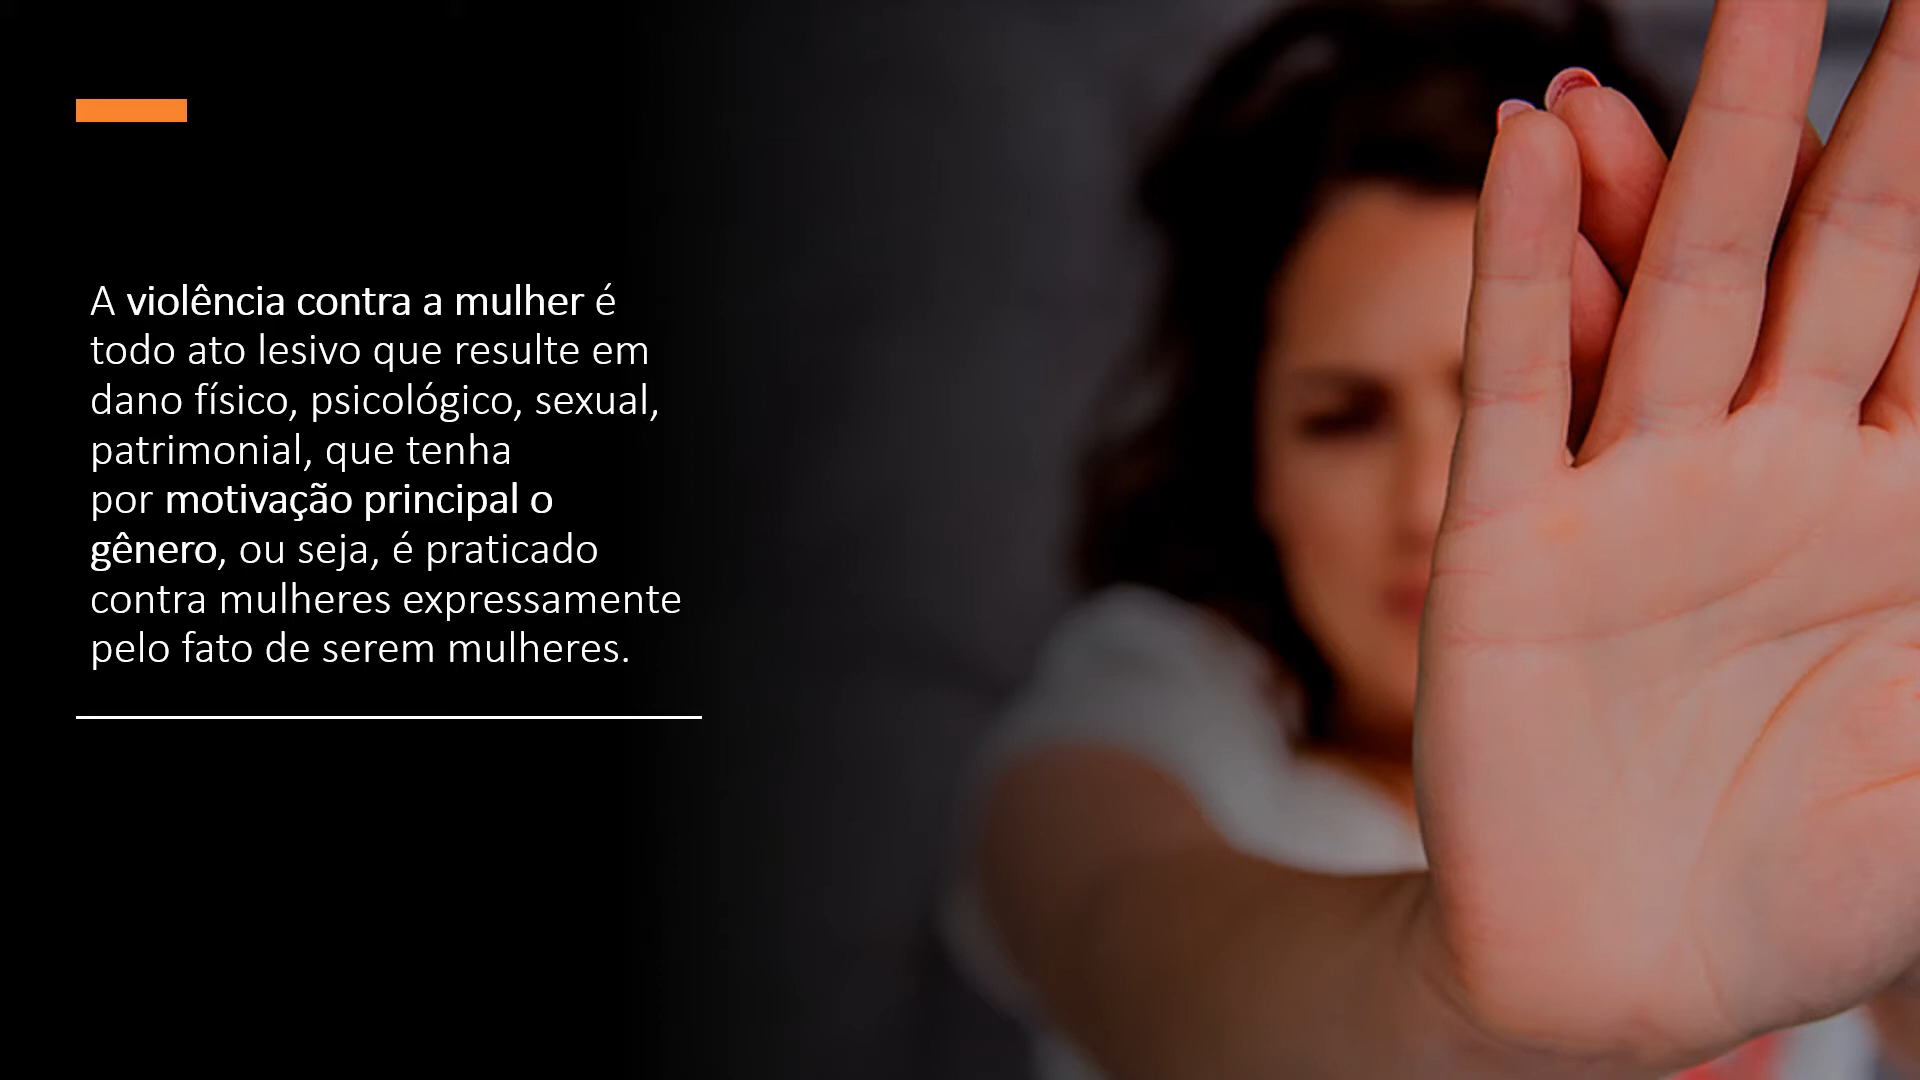 A violência contra a mulher é
todo ato lesivo que resulte em
dano físico, psicológico, sexual,
patrimonial, que tenha
por motivação principal o
gênero, ou seja, é praticado
contra mulheres expressamente
pelo fato de serem mulheres.